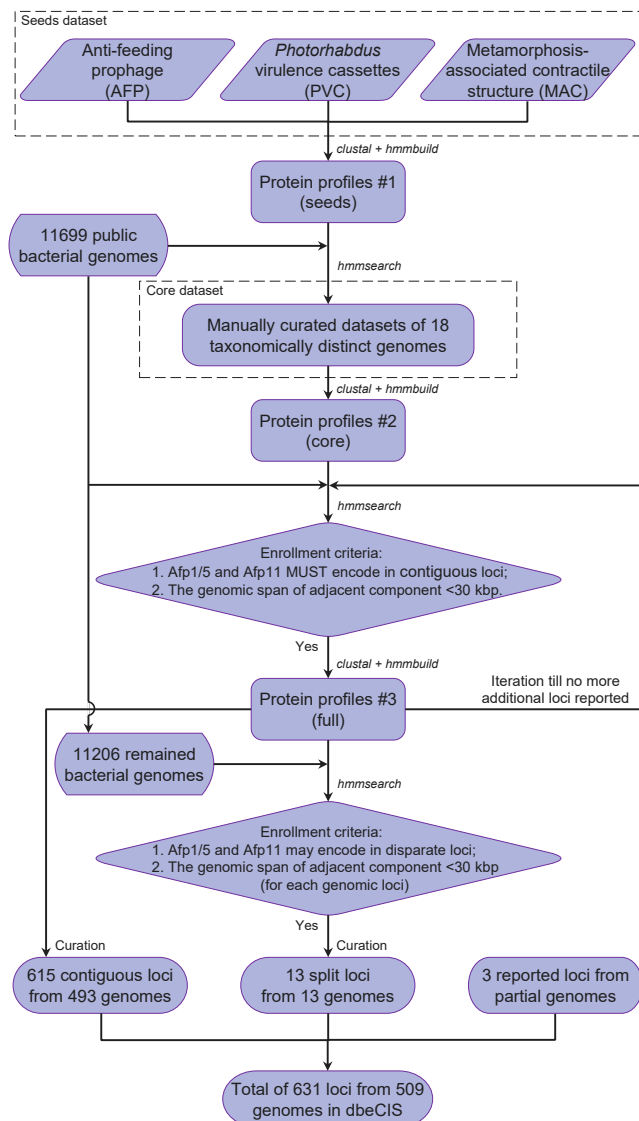 Seeds dataset
Anti-feeding
prophage
(AFP)
Photorhabdus
virulence cassettes
(PVC)
Metamorphosis-
associated contractile
structure (MAC)
clustal + hmmbuild
Protein profiles #1
(seeds)
11699 public
bacterial genomes
hmmsearch
Core dataset
Manually curated datasets of 18
taxonomically distinct genomes
clustal + hmmbuild
Protein profiles #2
(core)
hmmsearch
Enrollment criteria:
1. Afp1/5 and Afp11 MUST encode in contiguous loci;
2. The genomic span of adjacent component <30 kbp.
Yes
clustal + hmmbuild
Protein profiles #3
(full)
Iteration till no more
additional loci reported
11206 remained
bacterial genomes
hmmsearch
Enrollment criteria:
1. Afp1/5 and Afp11 may encode in disparate loci;
2. The genomic span of adjacent component <30 kbp
(for each genomic loci)
Yes
Curation
Curation
615 contiguous loci
from 493 genomes
13 split loci
from 13 genomes
3 reported loci from
partial genomes
Total of 631 loci from 509
genomes in dbeCIS